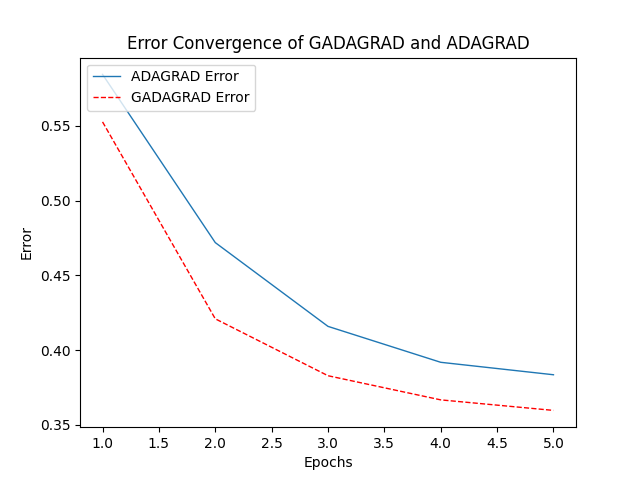 Error Convergence of GADAGRAD and ADAGRAD
ADAGRAD Error
GADAGRAD Error
Error
0.55
0.50
0.45
0.40
0.35
1.0 1.5 2.0 2.5 3.0 3.5 4.0 4.5 5.0
Epochs